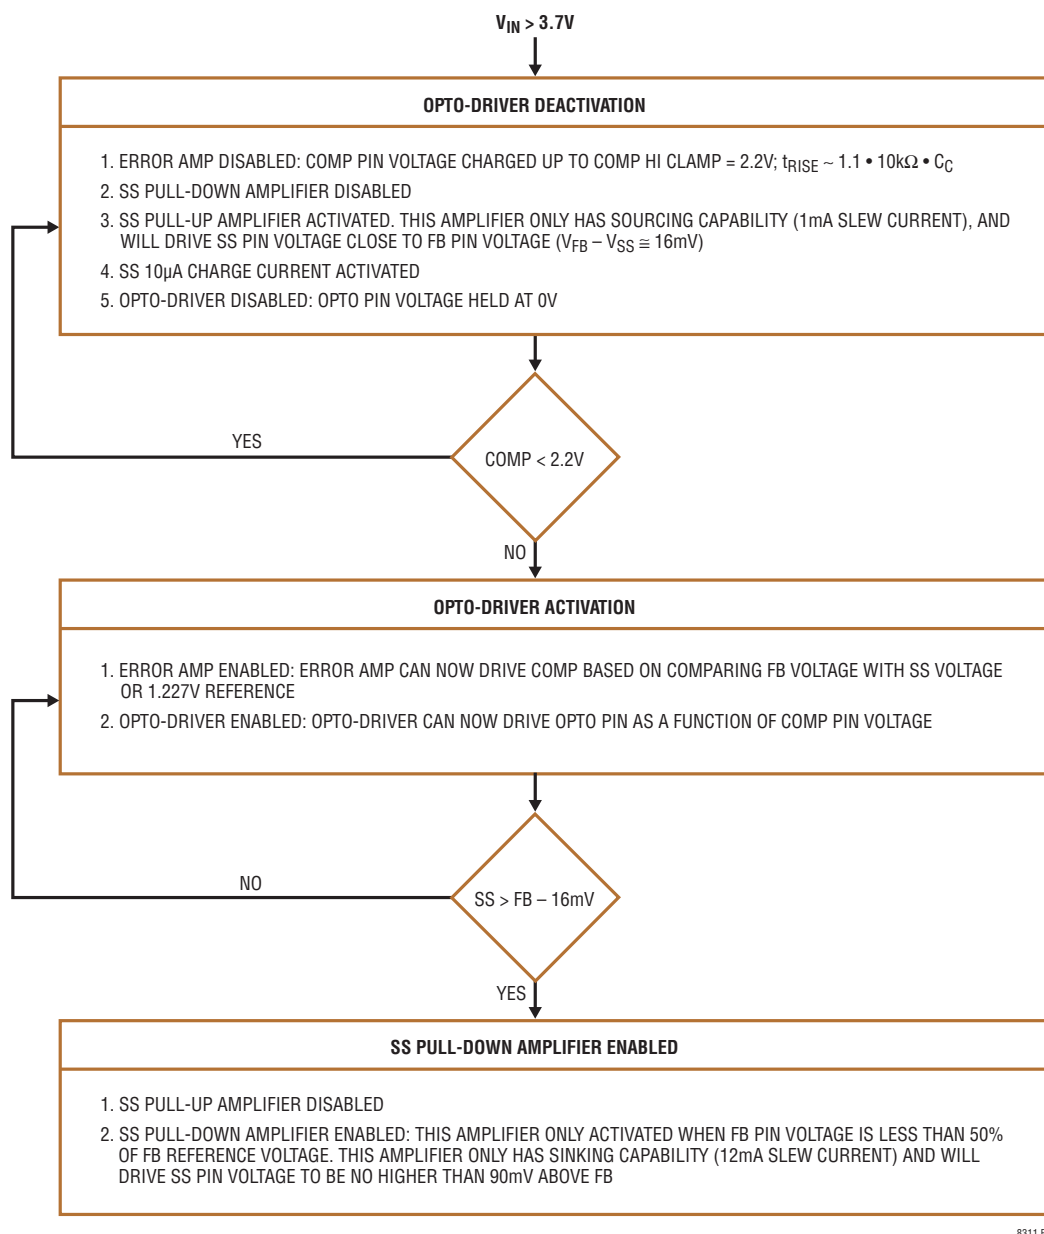 V_IN > 3.7V
OPTO-DRIVER DEACTIVATION
1. ERROR AMP DISABLED: COMP PIN VOLTAGE CHARGED UP TO COMP HI CLAMP = 2.2V; t_RISE ~ 1.1 • 10kΩ • C_C
2. SS PULL-DOWN AMPLIFIER DISABLED
3. SS PULL-UP AMPLIFIER ACTIVATED. THIS AMPLIFIER ONLY HAS SOURCING CAPABILITY (1mA SLEW CURRENT), AND
WILL DRIVE SS PIN VOLTAGE CLOSE TO FB PIN VOLTAGE (V_FB – V_SS ≅ 16mV)
4. SS 10µA CHARGE CURRENT ACTIVATED
5. OPTO-DRIVER DISABLED: OPTO PIN VOLTAGE HELD AT 0V
YES
COMP < 2.2V
NO
OPTO-DRIVER ACTIVATION
1. ERROR AMP ENABLED: ERROR AMP CAN NOW DRIVE COMP BASED ON COMPARING FB VOLTAGE WITH SS VOLTAGE
OR 1.227V REFERENCE
2. OPTO-DRIVER ENABLED: OPTO-DRIVER CAN NOW DRIVE OPTO PIN AS A FUNCTION OF COMP PIN VOLTAGE
NO
SS > FB – 16mV
YES
SS PULL-DOWN AMPLIFIER ENABLED
1. SS PULL-UP AMPLIFIER DISABLED
2. SS PULL-DOWN AMPLIFIER ENABLED: THIS AMPLIFIER ONLY ACTIVATED WHEN FB PIN VOLTAGE IS LESS THAN 50%
OF FB REFERENCE VOLTAGE. THIS AMPLIFIER ONLY HAS SINKING CAPABILITY (12mA SLEW CURRENT) AND WILL
DRIVE SS PIN VOLTAGE TO BE NO HIGHER THAN 90mV ABOVE FB
8311